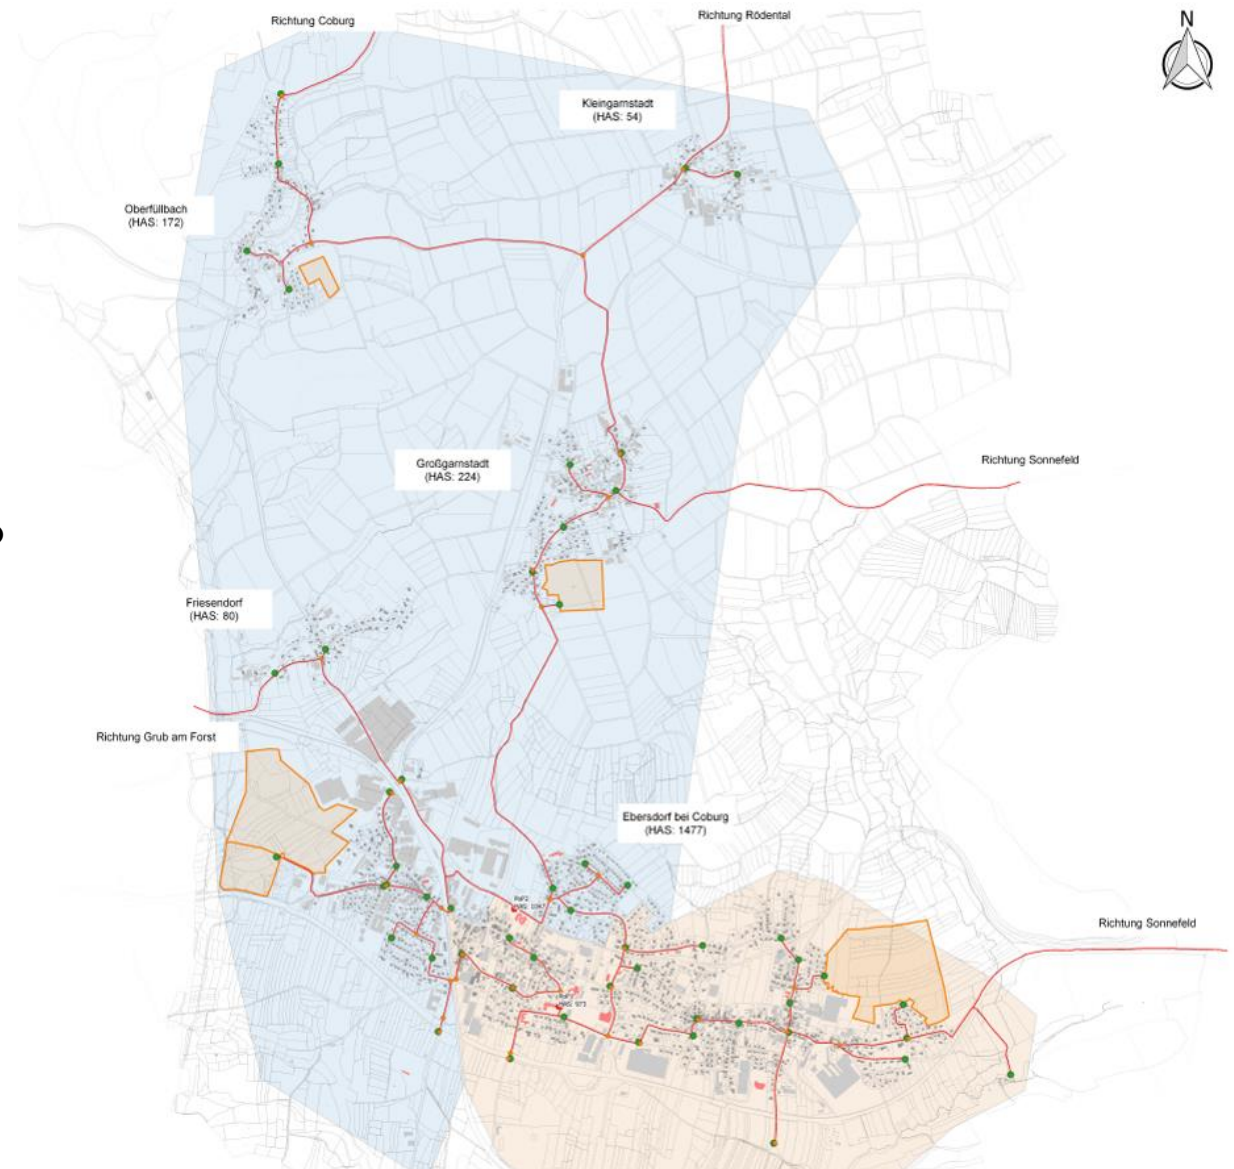 Richtung Coburg
Richtung Rödental
N
Kleingarnstadt
(HAS: 54)
Oberfüllbach
(HAS: 172)
Großgarnstadt
(HAS: 224)
Richtung Sonnefeld
Friesendorf
(HAS: 80)
Richtung Grub am Forst
Ebersdorf bei Coburg
(HAS: 1477)
Richtung Sonnefeld